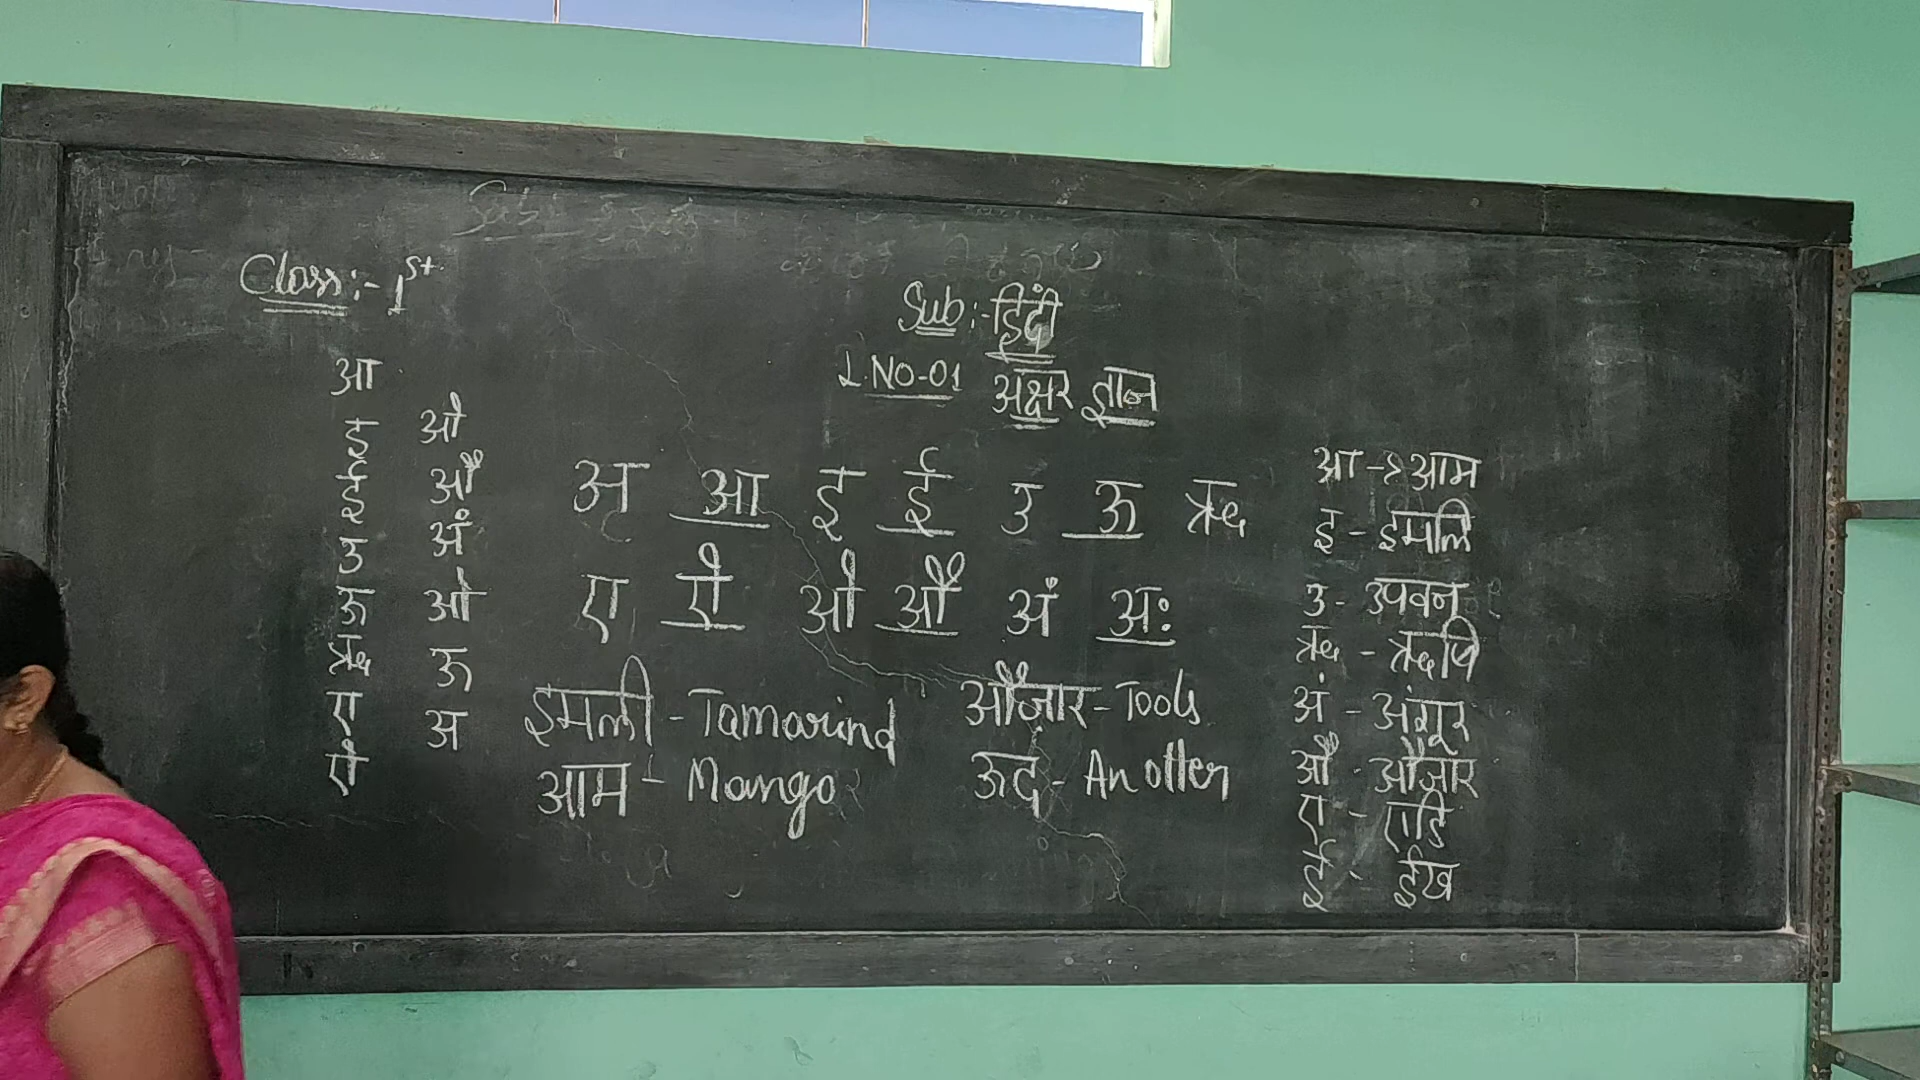 Class:- 1st.
Sub:- हिंदी
L.NO-01 अक्षर ज्ञान
आ
इ
ई
उ
ऊ
ऋ
ए
ऐ
ओ
औ
अं
ओ
ऊ
अ
अ आ इ ई उ ऊ ऋ
ए ऐ ओ औ अं अः
इमली - Tamarind
आम - Mango
औजार - Tools
ऊद - An otter
आ -> आम
इ - इमलि
उ - उपवन
ऋ - ऋषि
अं - अंगूर
औ - औजार
ए - एडि
ई - ईख